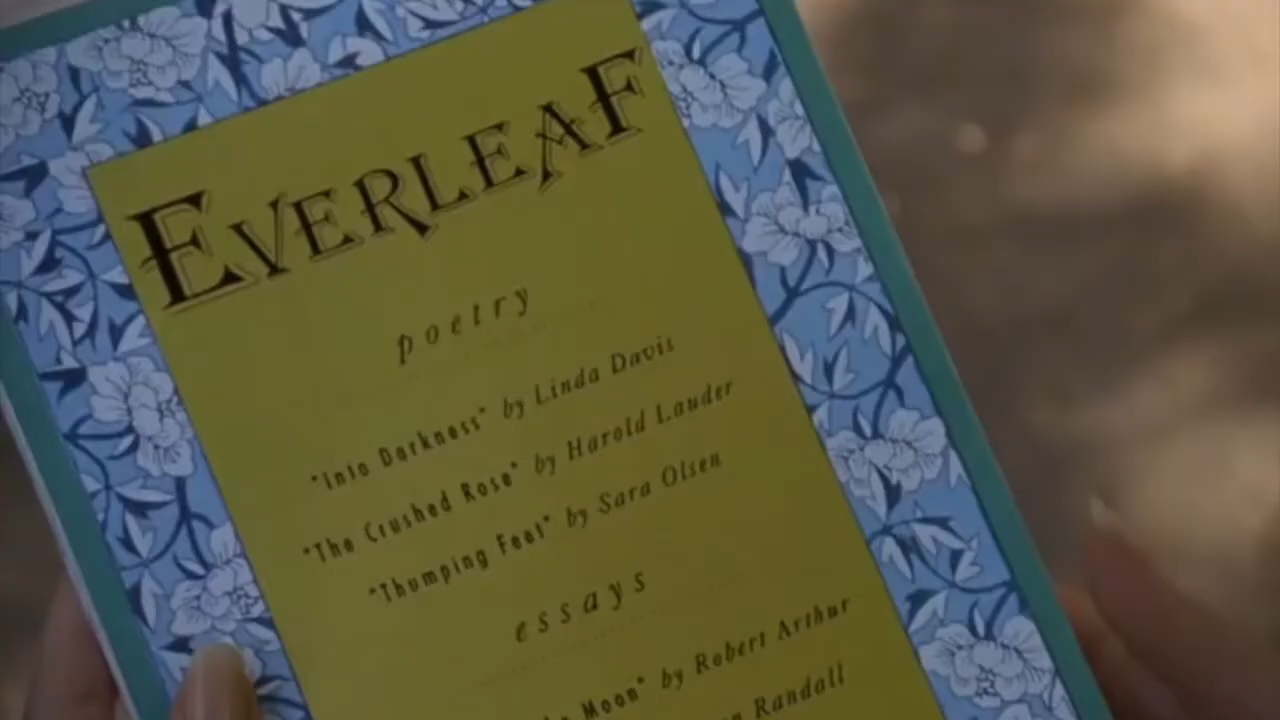 EVERLEAF
poetry
"Into Darkness" by Linda Davis
"The Crushed Rose" by Harold Lauder
"Thumping Feet" by Sara Olsen
essays
Moon" by Robert Arthur
Randall